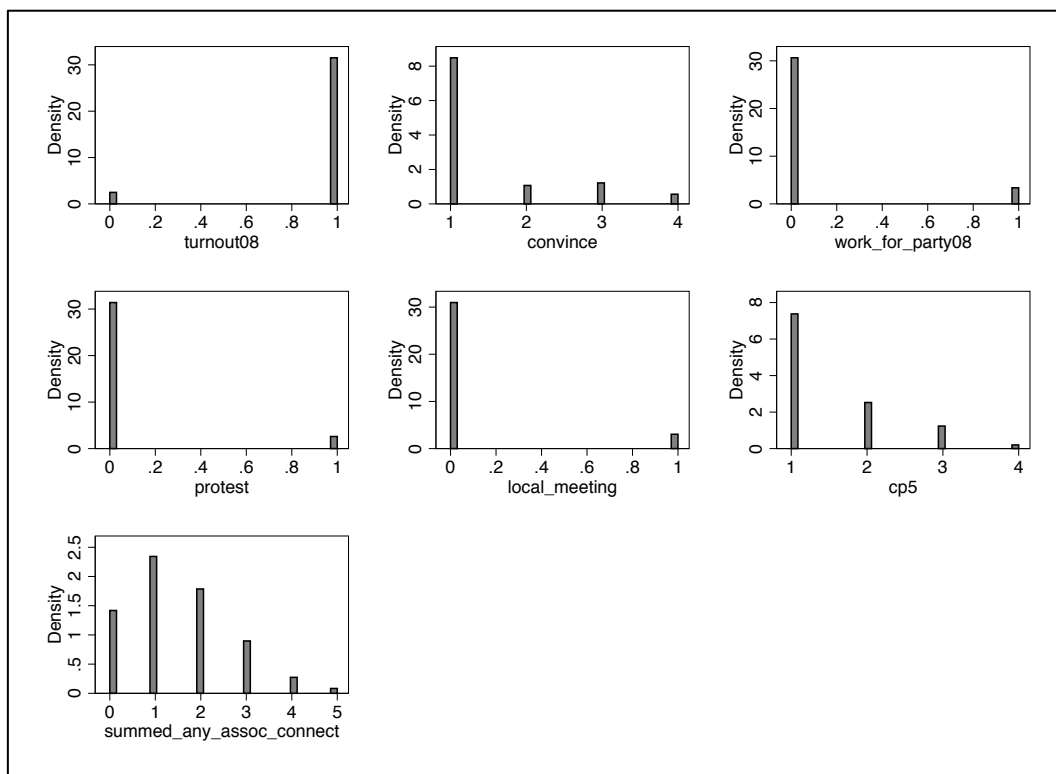 Density
0 10 20 30
0 .2 .4 .6 .8 1
turnout08
Density
0 2 4 6 8
1 2 3 4
convince
Density
0 10 20 30
0 .2 .4 .6 .8 1
work_for_party08
Density
0 10 20 30
0 .2 .4 .6 .8 1
protest
Density
0 10 20 30
0 .2 .4 .6 .8 1
local_meeting
Density
0 2 4 6 8
1 2 3 4
cp5
Density
0 .5 1 1.5 2 2.5
0 1 2 3 4 5
summed_any_assoc_connect